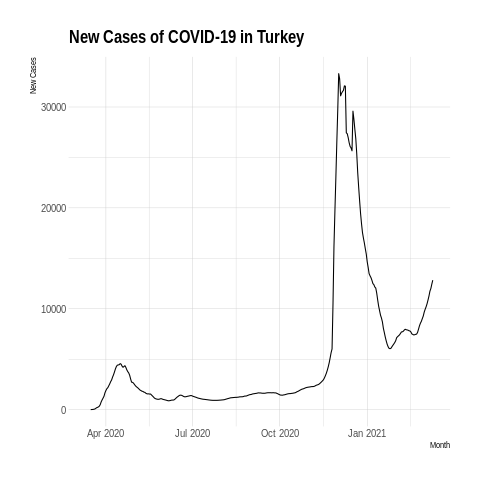 New Cases of COVID-19 in Turkey
New Cases
30000
20000
10000
0
Apr 2020 Jul 2020 Oct 2020 Jan 2021
Month